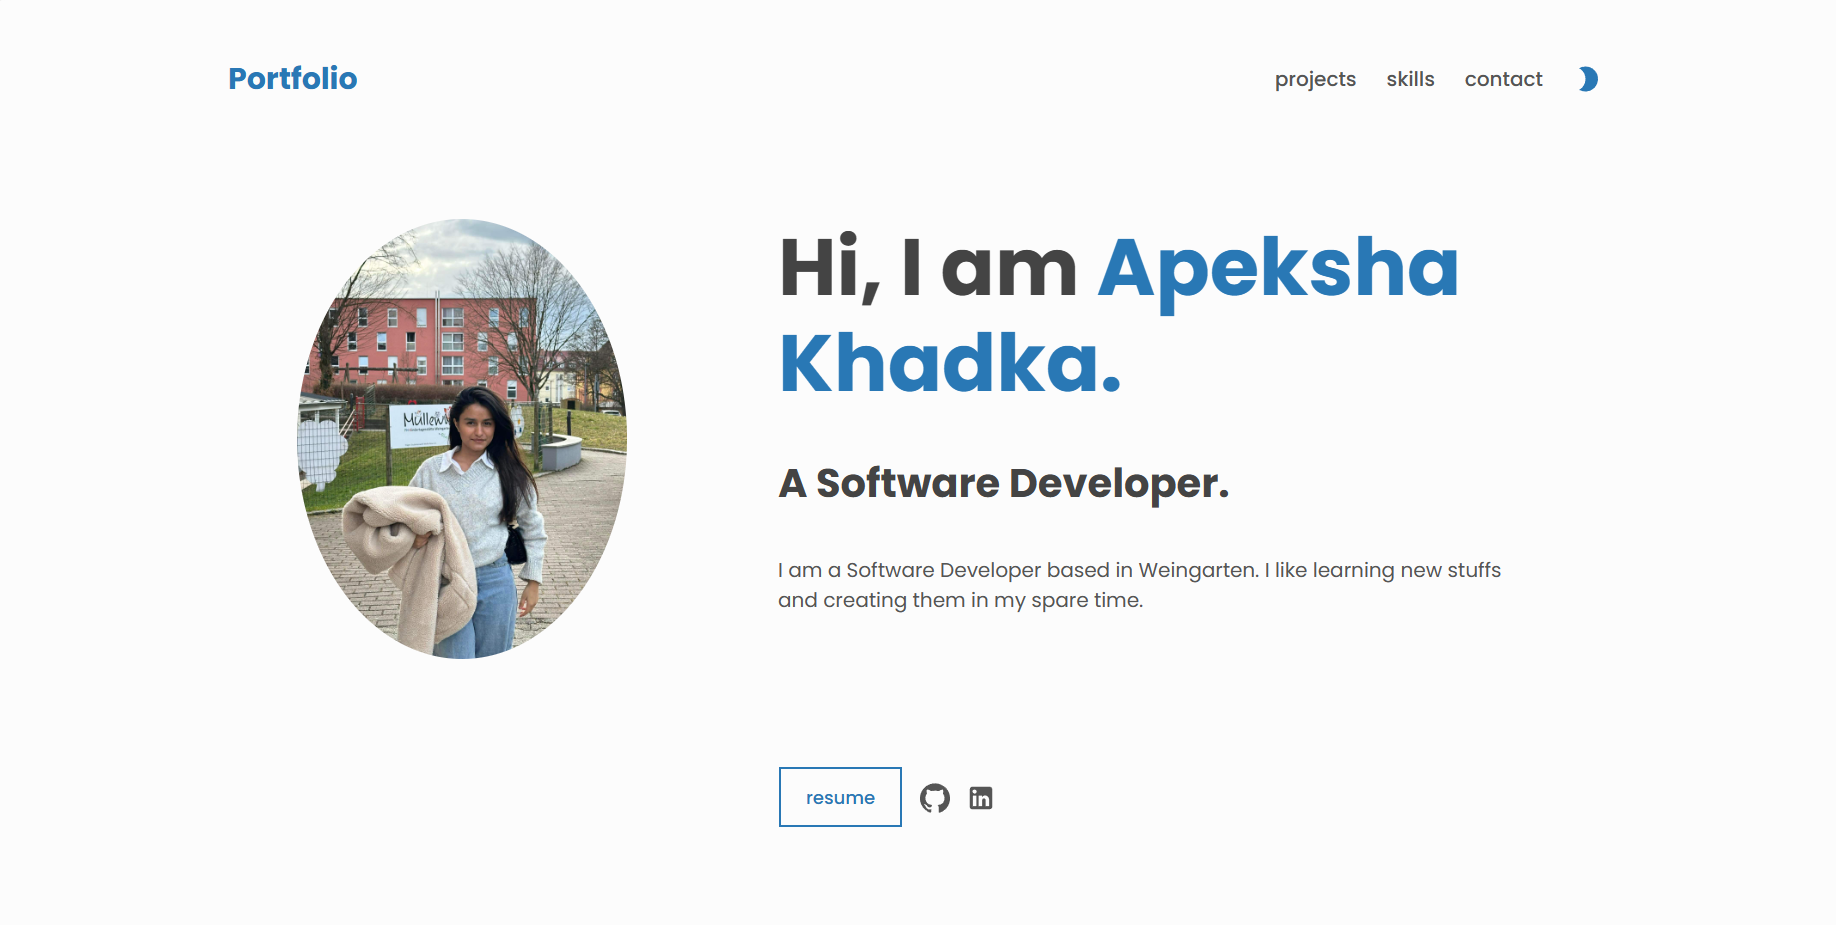 Portfolio
projects skills contact
Hi, I am Apeksha
Khadka.
A Software Developer.
I am a Software Developer based in Weingarten. I like learning new stuffs
and creating them in my spare time.
resume